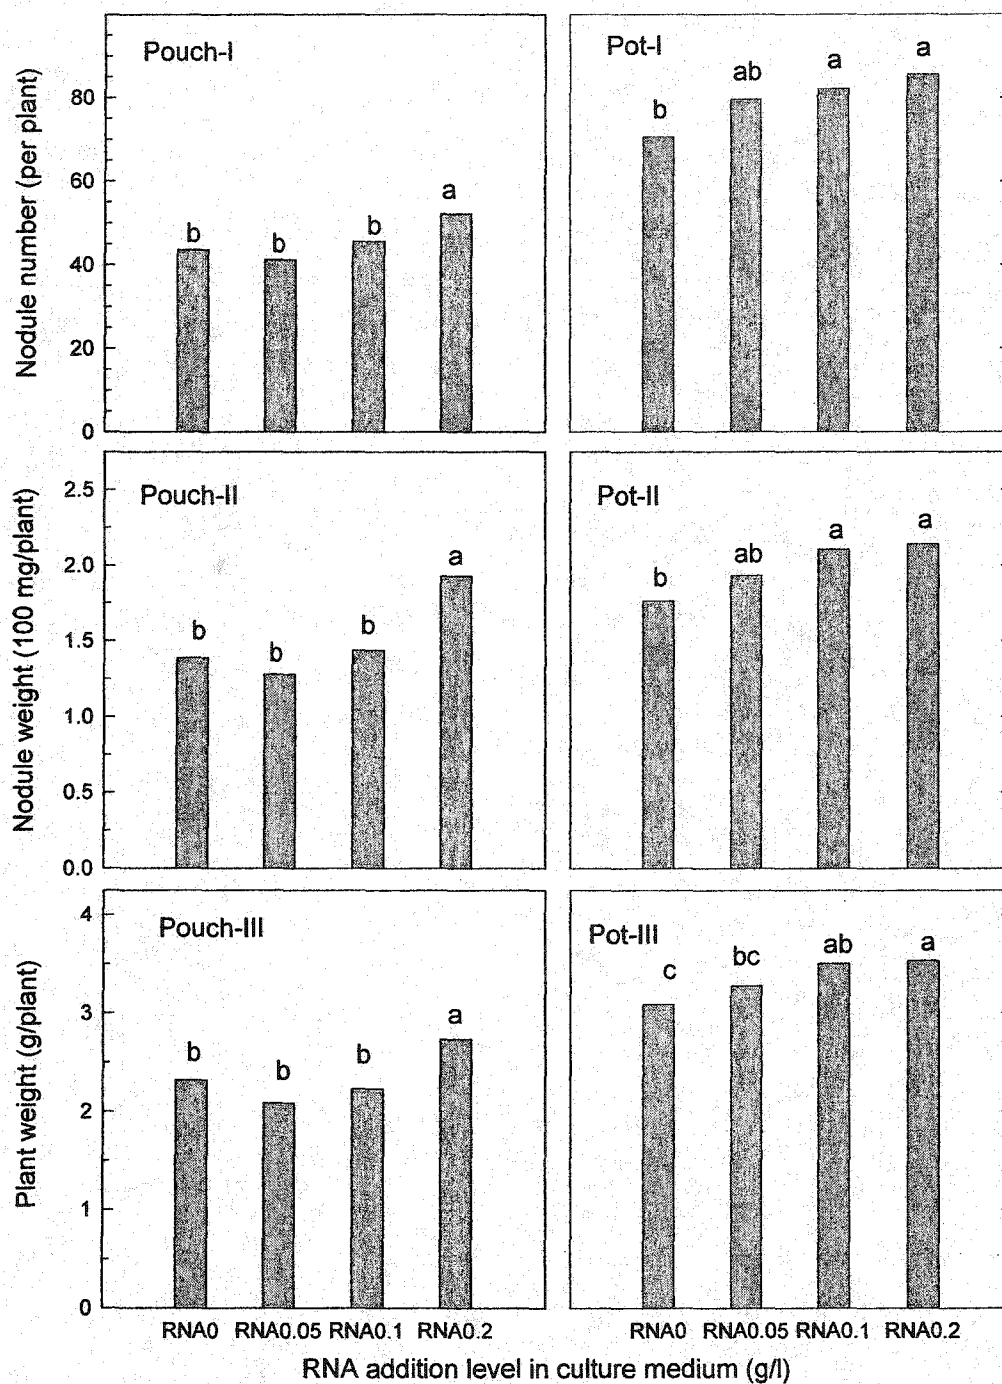 Nodule number (per plant)
Pouch-I
80
60
40
20
0
b
b
b
a
Pot-I
b
ab
a
a
Nodule weight (100 mg/plant)
Pouch-II
2.5
2.0
1.5
1.0
0.5
0.0
b
b
b
a
Pot-II
b
ab
a
a
Plant weight (g/plant)
Pouch-III
4
3
2
1
0
b
b
b
a
Pot-III
c
bc
ab
a
RNA0 RNA0.05 RNA0.1 RNA0.2
RNA0 RNA0.05 RNA0.1 RNA0.2
RNA addition level in culture medium (g/l)